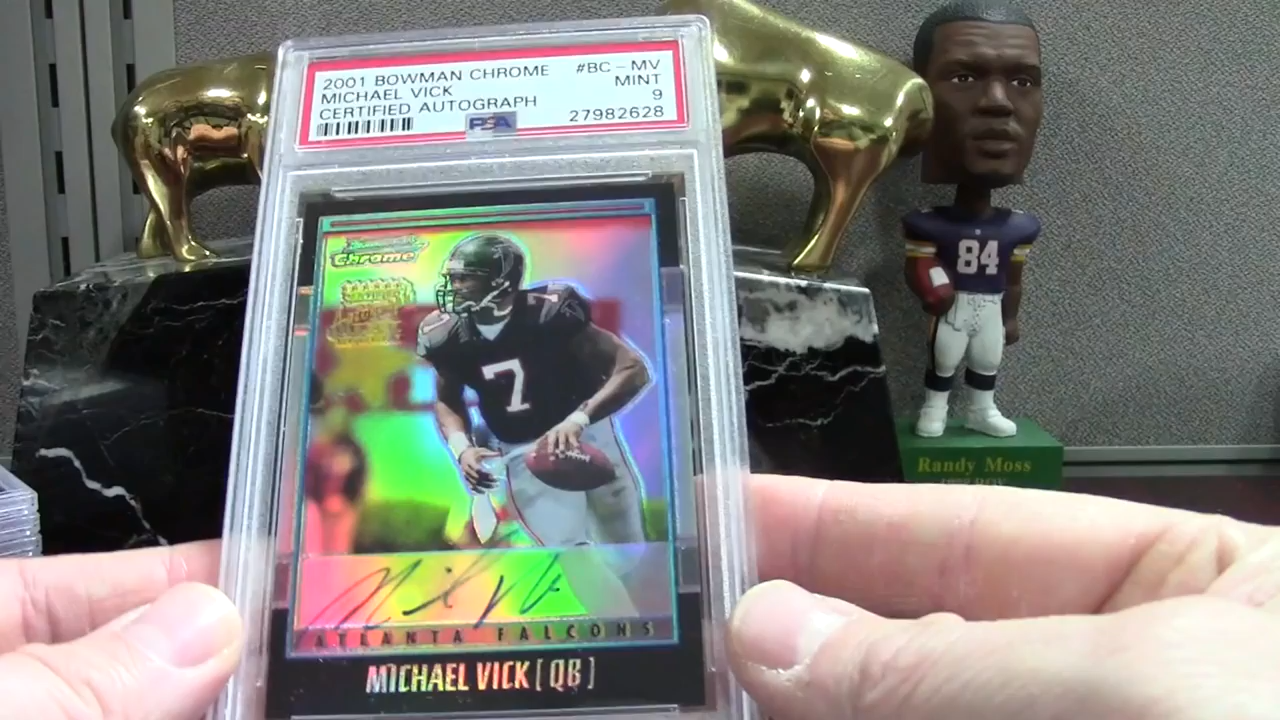 2001 BOWMAN CHROME #BC-MV
MICHAEL VICK MINT
CERTIFIED AUTOGRAPH 9
PSA 27982628
Chrome
7
7
ATLANTA FALCONS
MICHAEL VICK [QB]
84
Randy Moss